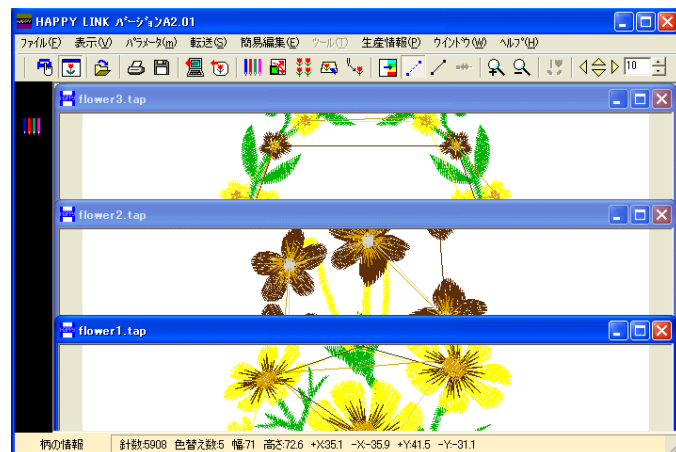 HAPPY LINK ﾊﾞｰｼﾞｮﾝA2.01
ﾌｧｲﾙ(F) 表示(V) ﾊﾟﾗﾒｰﾀ(m) 転送(S) 簡易編集(E) ﾂｰﾙ(T) 生産情報(P) ｳｲﾝﾄﾞｳ(W) ﾍﾙﾌﾟ(H)
10
flower3.tap
flower2.tap
flower1.tap
柄の情報 針数:5908 色替え数:5 幅:71 高さ:72.6 +X:35.1 -X:-35.9 +Y:41.5 -Y:-31.1